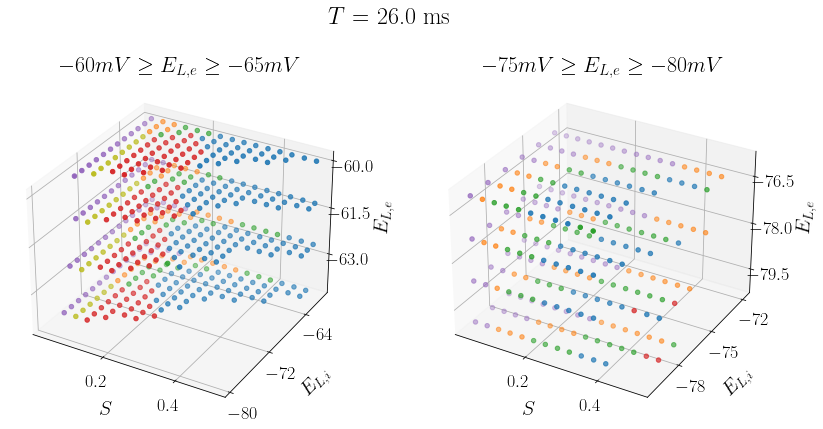 T = 26.0 ms
−60mV ≥ E_{L,e} ≥ −65mV
−75mV ≥ E_{L,e} ≥ −80mV
−60.0
−61.5
−63.0
E_{L,e}
−64
−72
−80
E_{L,i}
0.2
0.4
S
−76.5
−78.0
−79.5
E_{L,e}
−72
−75
−78
E_{L,i}
0.2
0.4
S